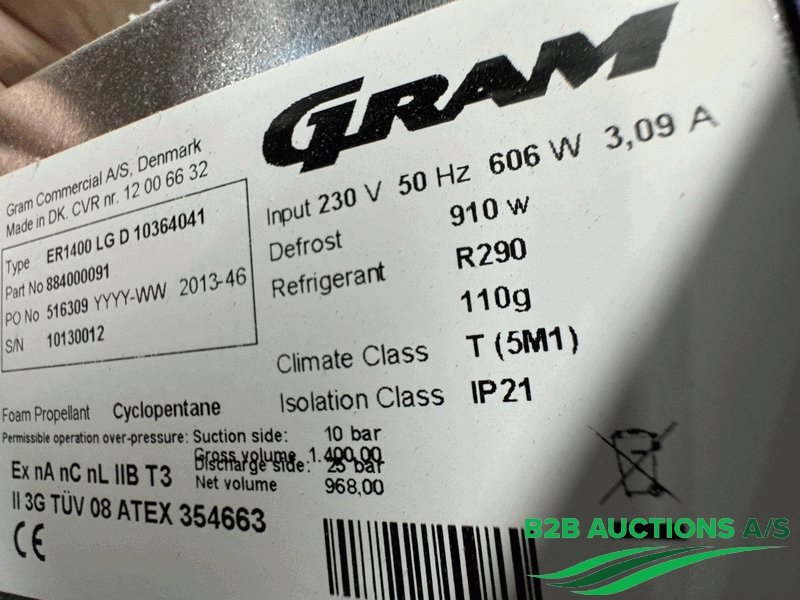 GRAM
Gram Commercial A/S, Denmark
Made in DK. CVR nr. 12 00 66 32
Type ER1400 LG D 10364041
Part No 884000091
PO No 516309 YYYY-WW 2013-46
S/N 10130012
Input 230 V 50 Hz 606 W 3,09 A
Defrost 910 W
Refrigerant R290
110g
Climate Class T (5M1)
Isolation Class IP21
Foam Propellant Cyclopentane
Permissible operation over-pressure: Suction side: 10 bar
Gross volume 1.400,00
Discharge side: 25 bar
Net volume 968,00
Ex nA nC nL IIB T3
II 3G TÜV 08 ATEX 354663
CE
B2B AUCTIONS A/S